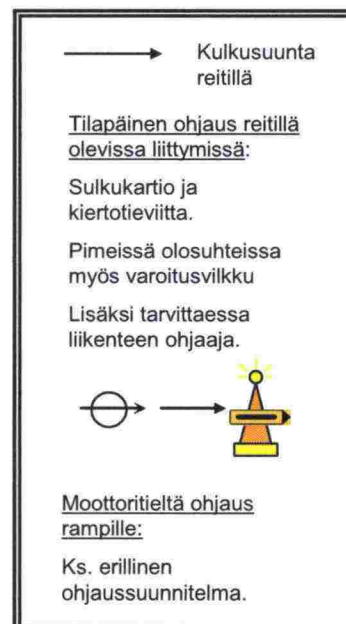 Kulkusuunta
reitillä
Tilapäinen ohjaus reitillä
olevissa liittymissä:
Sulkukartio ja
kiertotieviitta.
Pimeissä olosuhteissa
myös varoitusvilkku
Lisäksi tarvittaessa
liikenteen ohjaaja.
Moottoritieltä ohjaus
rampille:
Ks. erillinen
ohjaussuunnitelma.